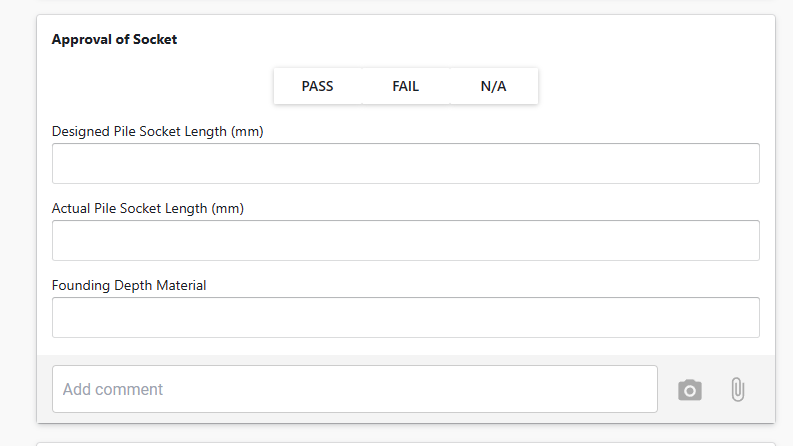 Approval of Socket
PASS FAIL N/A
Designed Pile Socket Length (mm)
Actual Pile Socket Length (mm)
Founding Depth Material
Add comment